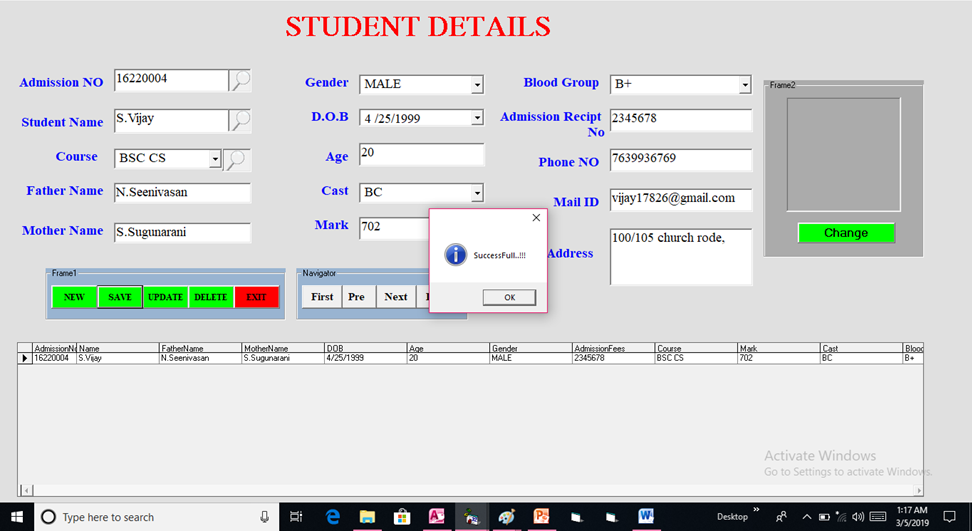 STUDENT DETAILS
Admission NO 16220004 Gender MALE Blood Group B+ Frame2
Student Name S.Vijay D.O.B 4 /25/1999 Admission Recipt No 2345678
Course BSC CS Age 20 Phone NO 7639936769
Father Name N.Seenivasan Cast BC Mail ID vijay17826@gmail.com
Mother Name S.Sugunarani Mark 702 Address 100/105 church rode,
Change
SuccessFull..!!!
OK
Frame1
NEW SAVE UPDATE DELETE EXIT
Navigator
First Pre Next
Name FatherName MotherName DOB Age Gender AdmissionFees Course Mark Cast Blood
16220004 S.Vijay N.Seenivasan S.Sugunarani 4/25/1999 20 MALE 2345678 BSC CS 702 BC B+
Activate Windows
Go to Settings to activate Windows.
Type here to search Desktop 1:17 AM
3/5/2019